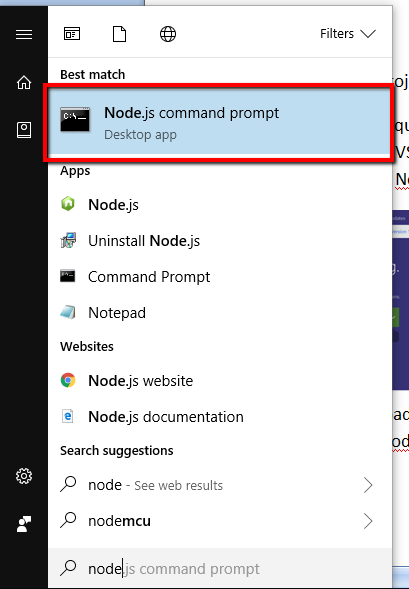 Filters
Best match
C:\.
Node.js command prompt
Desktop app
Apps
Node.js
Uninstall Node.js
Command Prompt
Notepad
Websites
Node.js website
Node.js documentation
Search suggestions
node - See web results
nodemcu
node.js command prompt